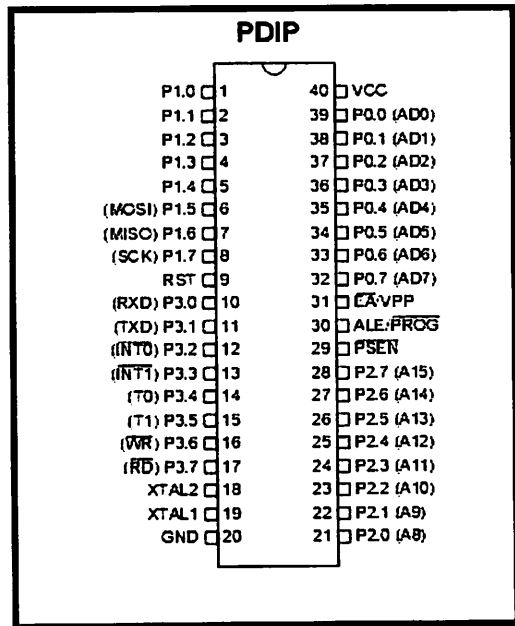 PDIP
P1.0 1 40 VCC
P1.1 2 39 P0.0 (AD0)
P1.2 3 38 P0.1 (AD1)
P1.3 4 37 P0.2 (AD2)
P1.4 5 36 P0.3 (AD3)
(MOSI) P1.5 6 35 P0.4 (AD4)
(MISO) P1.6 7 34 P0.5 (AD5)
(SCK) P1.7 8 33 P0.6 (AD6)
RST 9 32 P0.7 (AD7)
(RXD) P3.0 10 31 E̅A̅/VPP
(TXD) P3.1 11 30 ALE/P̅R̅O̅G̅
(I̅N̅T̅0̅) P3.2 12 29 P̅S̅E̅N̅
(I̅N̅T̅1̅) P3.3 13 28 P2.7 (A15)
(T0) P3.4 14 27 P2.6 (A14)
(T1) P3.5 15 26 P2.5 (A13)
(W̅R̅) P3.6 16 25 P2.4 (A12)
(R̅D̅) P3.7 17 24 P2.3 (A11)
XTAL2 18 23 P2.2 (A10)
XTAL1 19 22 P2.1 (A9)
GND 20 21 P2.0 (A8)